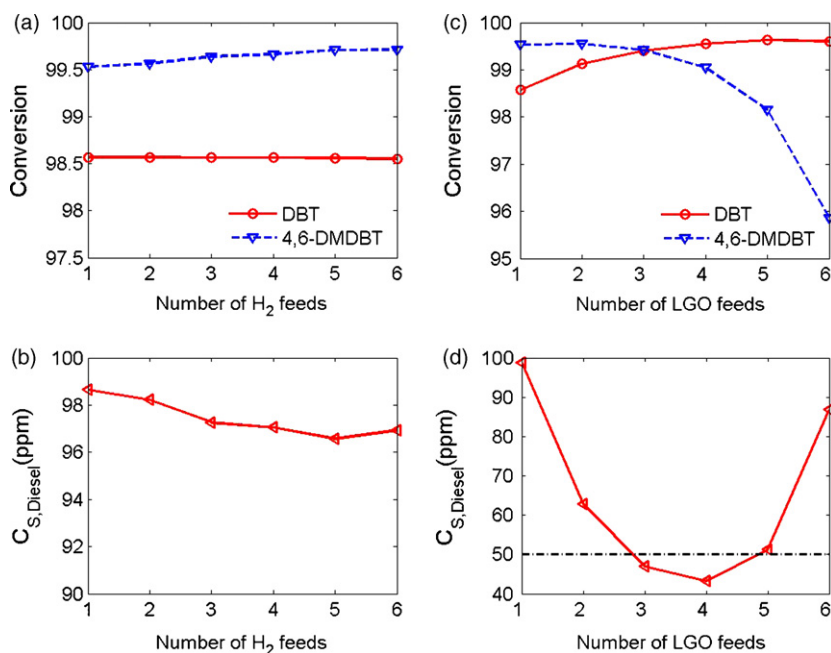 (a)
100
99.5
99
98.5
98
97.5
Conversion
DBT
4,6-DMDBT
1 2 3 4 5 6
Number of H2 feeds
(c)
100
99
98
97
96
95
Conversion
DBT
4,6-DMDBT
1 2 3 4 5 6
Number of LGO feeds
(b)
100
98
96
94
92
90
CS,Diesel(ppm)
1 2 3 4 5 6
Number of H2 feeds
(d)
100
90
80
70
60
50
40
CS,Diesel(ppm)
1 2 3 4 5 6
Number of LGO feeds